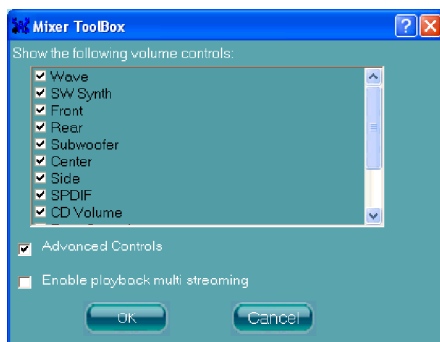 Mixer ToolBox
Show the following volume controls:
Wave
SW Synth
Front
Rear
Subwoofer
Center
Side
SPDIF
CD Volume
Advanced Controls
Enable playback multi streaming
OK
Cancel